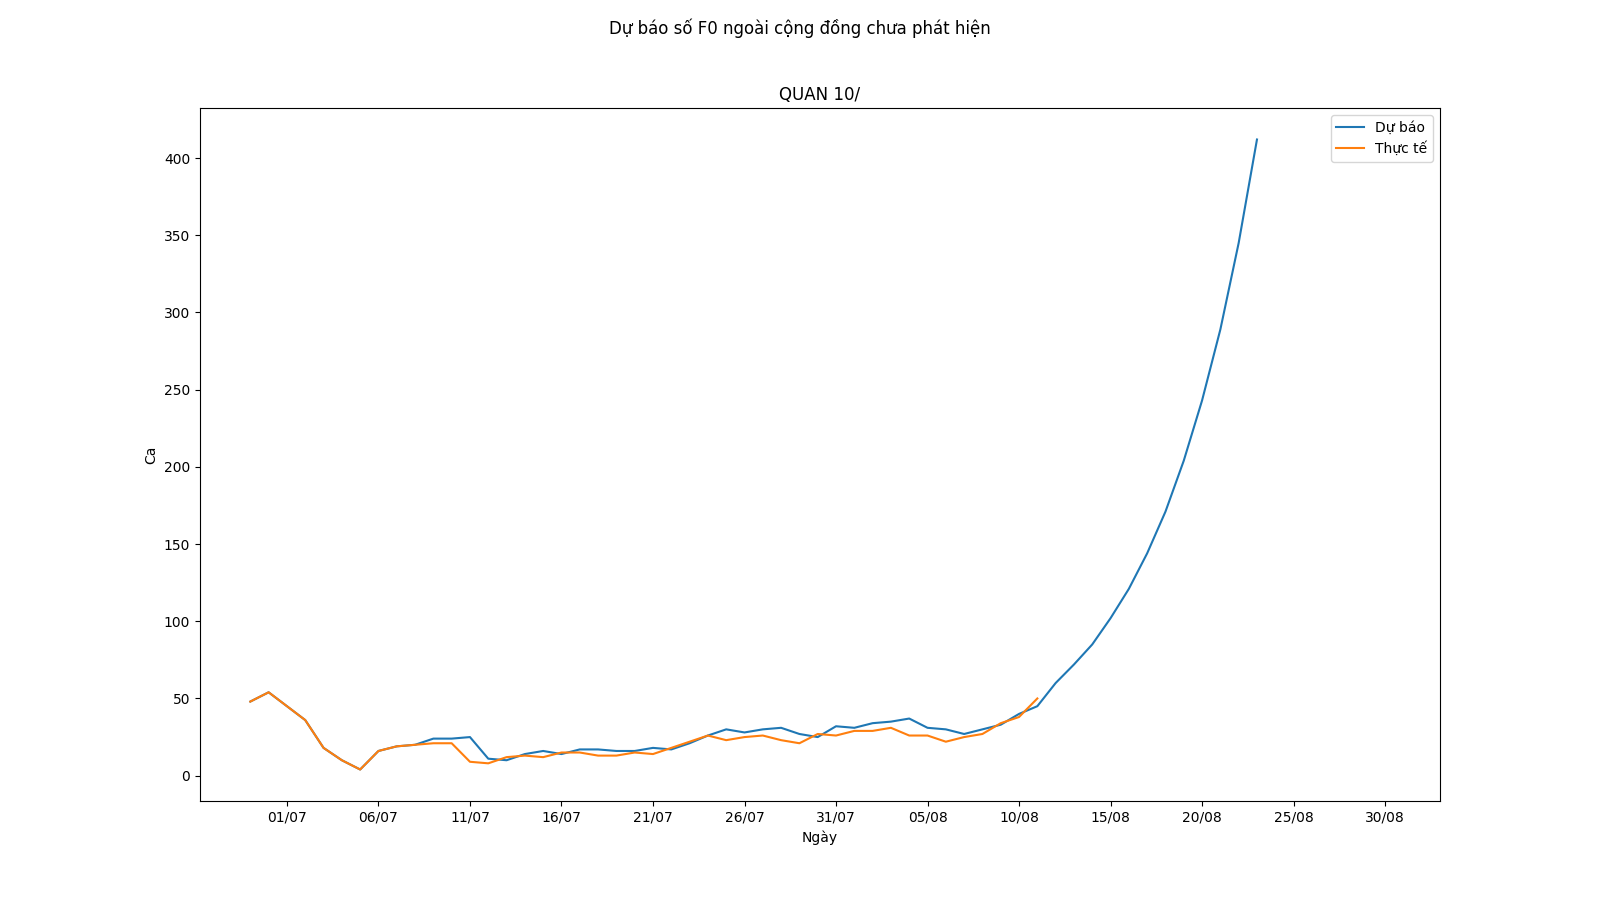 Dự báo số F0 ngoài cộng đồng chưa phát hiện
QUAN 10/
Dự báo
Thực tế
400
350
300
250
200
150
100
50
0
Ca
01/07 06/07 11/07 16/07 21/07 26/07 31/07 05/08 10/08 15/08 20/08 25/08 30/08
Ngày